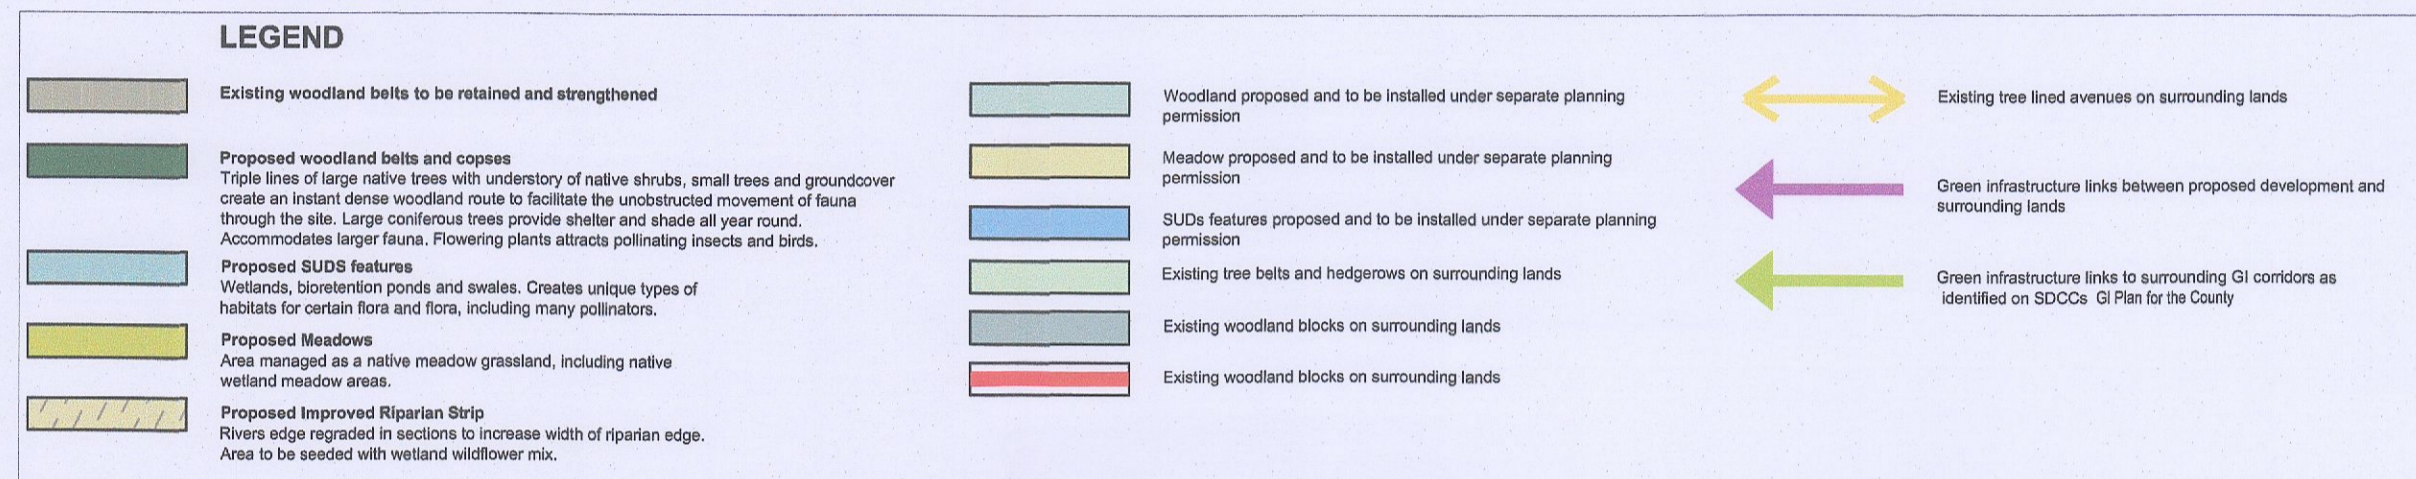 LEGEND
Existing woodland belts to be retained and strengthened
Proposed woodland belts and copses
Triple lines of large native trees with understory of native shrubs, small trees and groundcover
create an instant dense woodland route to facilitate the unobstructed movement of fauna
through the site. Large coniferous trees provide shelter and shade all year round.
Accommodates larger fauna. Flowering plants attracts pollinating insects and birds.
Proposed SUDS features
Wetlands, bioretention ponds and swales. Creates unique types of
habitats for certain flora and flora, including many pollinators.
Proposed Meadows
Area managed as a native meadow grassland, including native
wetland meadow areas.
Proposed Improved Riparian Strip
Rivers edge regraded in sections to increase width of riparian edge.
Area to be seeded with wetland wildflower mix.
Woodland proposed and to be installed under separate planning
permission
Meadow proposed and to be installed under separate planning
permission
SUDs features proposed and to be installed under separate planning
permission
Existing tree belts and hedgerows on surrounding lands
Existing woodland blocks on surrounding lands
Existing woodland blocks on surrounding lands
Existing tree lined avenues on surrounding lands
Green infrastructure links between proposed development and
surrounding lands
Green infrastructure links to surrounding GI corridors as
identified on SDCCs GI Plan for the County